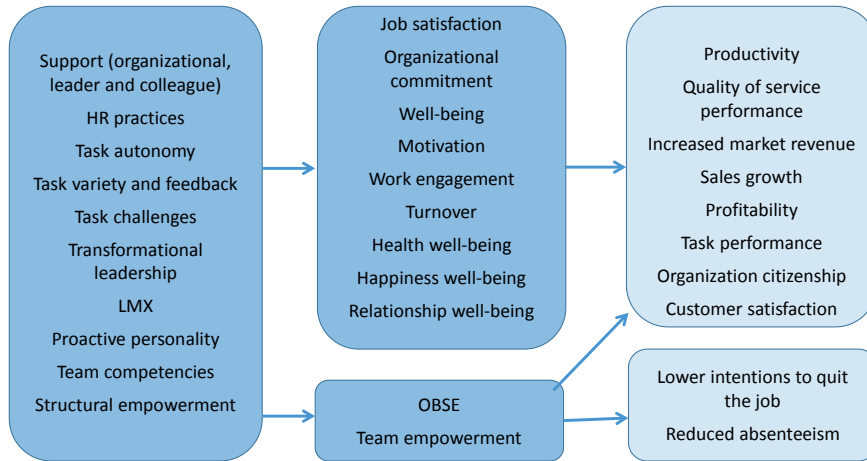 Support (organizational,
leader and colleague)
HR practices
Task autonomy
Task variety and feedback
Task challenges
Transformational
leadership
LMX
Proactive personality
Team competencies
Structural empowerment
Job satisfaction
Organizational
commitment
Well-being
Motivation
Work engagement
Turnover
Health well-being
Happiness well-being
Relationship well-being
OBSE
Team empowerment
Productivity
Quality of service
performance
Increased market revenue
Sales growth
Profitability
Task performance
Organization citizenship
Customer satisfaction
Lower intentions to quit
the job
Reduced absenteeism